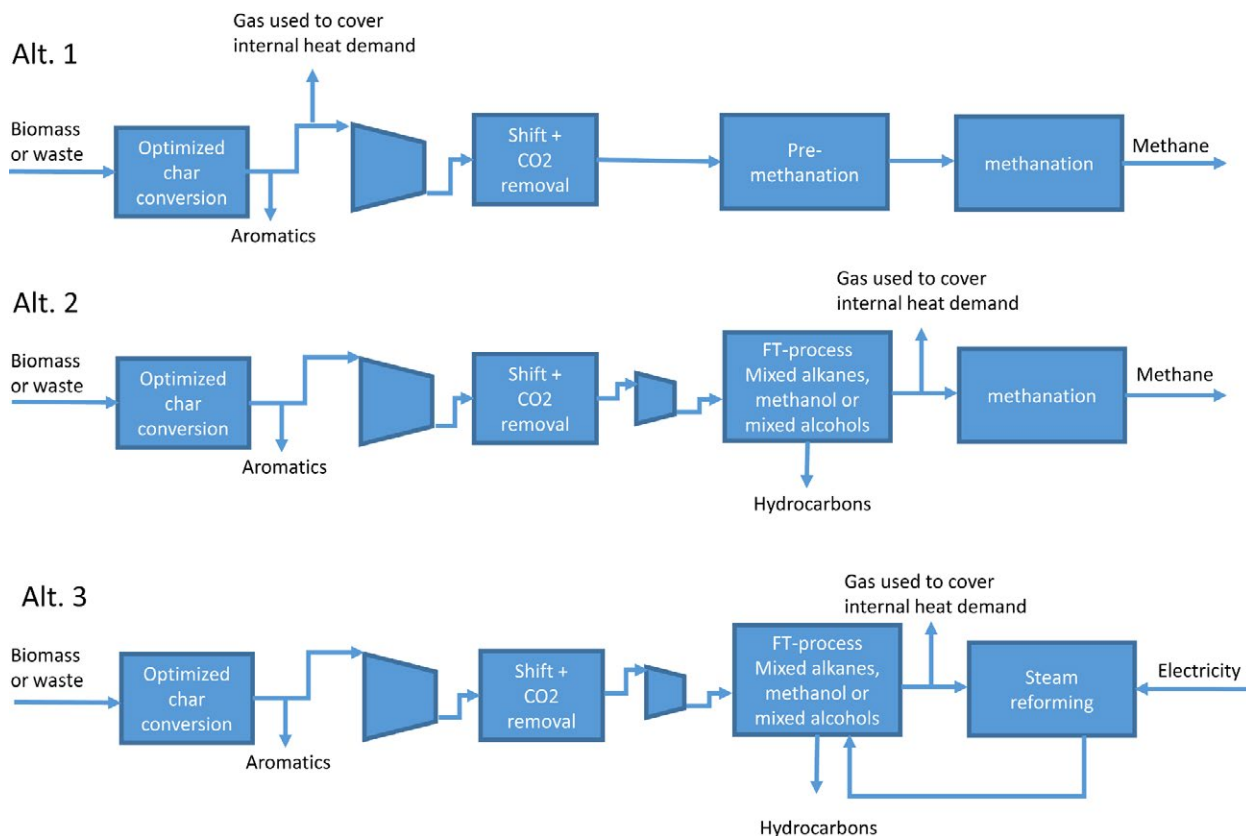 Alt. 1
Gas used to cover
internal heat demand
Biomass
or waste
Optimized
char
conversion
Aromatics
Shift +
CO2
removal
Pre-
methanation
methanation
Methane
Alt. 2
Gas used to cover
internal heat demand
Biomass
or waste
Optimized
char
conversion
Aromatics
Shift +
CO2
removal
FT-process
Mixed alkanes,
methanol or
mixed alcohols
Hydrocarbons
methanation
Methane
Alt. 3
Gas used to cover
internal heat demand
Biomass
or waste
Optimized
char
conversion
Aromatics
Shift +
CO2
removal
FT-process
Mixed alkanes,
methanol or
mixed alcohols
Hydrocarbons
Steam
reforming
Electricity